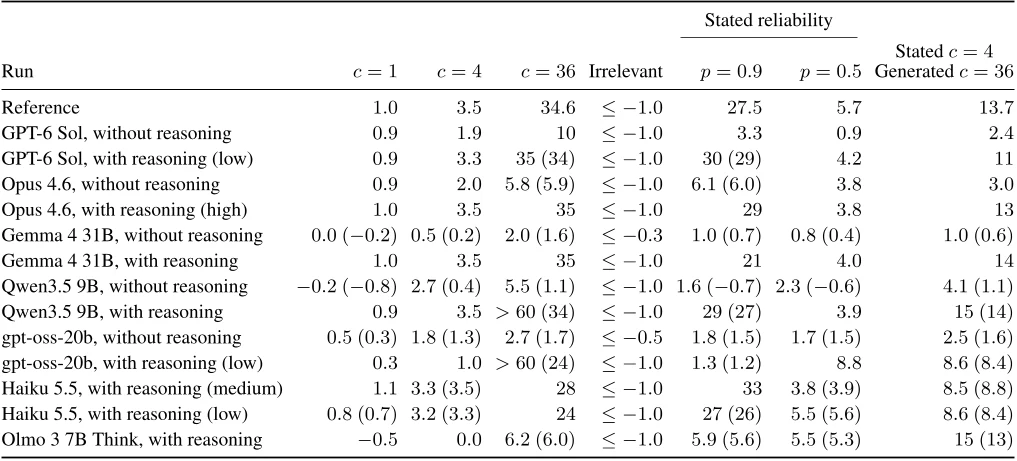 Stated reliability
Stated c = 4
Run c = 1 c = 4 c = 36 Irrelevant p = 0.9 p = 0.5 Generated c = 36
Reference 1.0 3.5 34.6 ≤ −1.0 27.5 5.7 13.7
GPT-6 Sol, without reasoning 0.9 1.9 10 ≤ −1.0 3.3 0.9 2.4
GPT-6 Sol, with reasoning (low) 0.9 3.3 35 (34) ≤ −1.0 30 (29) 4.2 11
Opus 4.6, without reasoning 0.9 2.0 5.8 (5.9) ≤ −1.0 6.1 (6.0) 3.8 3.0
Opus 4.6, with reasoning (high) 1.0 3.5 35 ≤ −1.0 29 3.8 13
Gemma 4 31B, without reasoning 0.0 (−0.2) 0.5 (0.2) 2.0 (1.6) ≤ −0.3 1.0 (0.7) 0.8 (0.4) 1.0 (0.6)
Gemma 4 31B, with reasoning 1.0 3.5 35 ≤ −1.0 21 4.0 14
Qwen3.5 9B, without reasoning −0.2 (−0.8) 2.7 (0.4) 5.5 (1.1) ≤ −1.0 1.6 (−0.7) 2.3 (−0.6) 4.1 (1.1)
Qwen3.5 9B, with reasoning 0.9 3.5 > 60 (34) ≤ −1.0 29 (27) 3.9 15 (14)
gpt-oss-20b, without reasoning 0.5 (0.3) 1.8 (1.3) 2.7 (1.7) ≤ −0.5 1.8 (1.5) 1.7 (1.5) 2.5 (1.6)
gpt-oss-20b, with reasoning (low) 0.3 1.0 > 60 (24) ≤ −1.0 1.3 (1.2) 8.8 8.6 (8.4)
Haiku 5.5, with reasoning (medium) 1.1 3.3 (3.5) 28 ≤ −1.0 33 3.8 (3.9) 8.5 (8.8)
Haiku 5.5, with reasoning (low) 0.8 (0.7) 3.2 (3.3) 24 ≤ −1.0 27 (26) 5.5 (5.6) 8.6 (8.4)
Olmo 3 7B Think, with reasoning −0.5 0.0 6.2 (6.0) ≤ −1.0 5.9 (5.6) 5.5 (5.3) 15 (13)